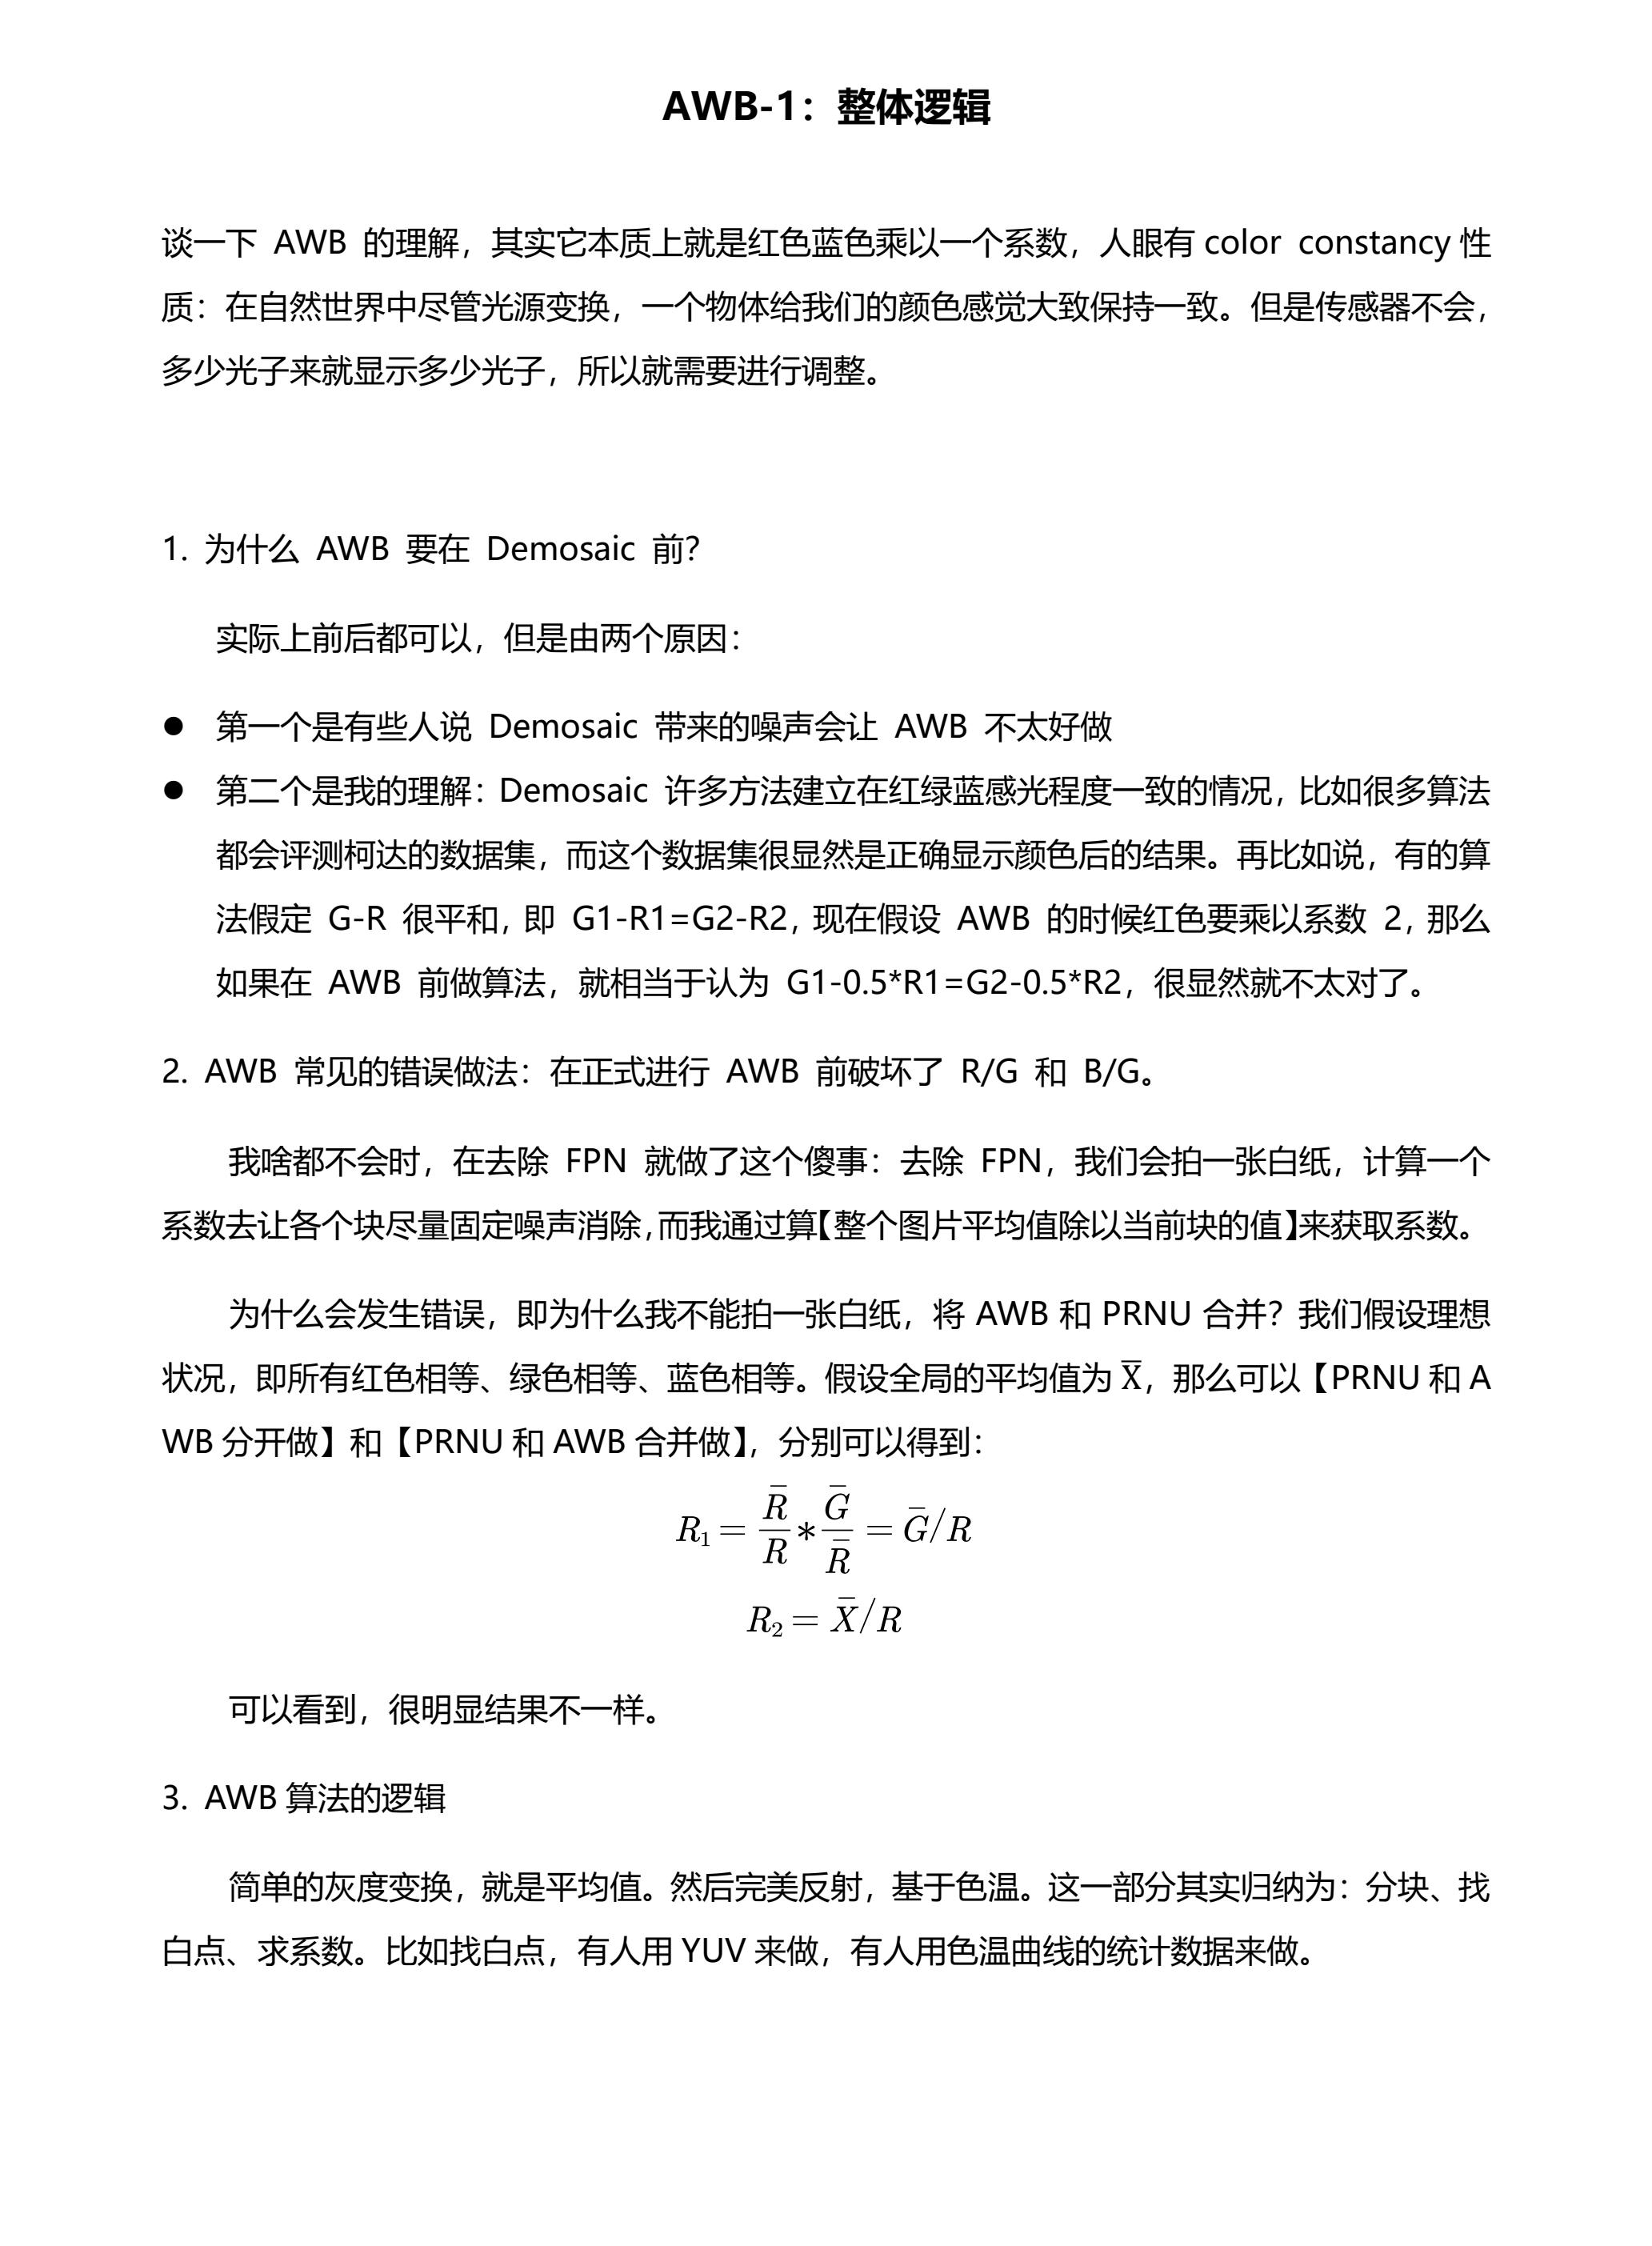 AWB-1：整体逻辑
谈一下 AWB 的理解，其实它本质上就是红色蓝色乘以一个系数，人眼有 color constancy 性
质：在自然世界中尽管光源变换，一个物体给我们的颜色感觉大致保持一致。但是传感器不会，
多少光子来就显示多少光子，所以就需要进行调整。
1. 为什么 AWB 要在 Demosaic 前？
实际上前后都可以，但是由两个原因：
● 第一个是有些人说 Demosaic 带来的噪声会让 AWB 不太好做
● 第二个是我的理解：Demosaic 许多方法建立在红绿蓝感光程度一致的情况，比如很多算法
都会评测柯达的数据集，而这个数据集很显然是正确显示颜色后的结果。再比如说，有的算
法假定 G-R 很平和，即 G1-R1=G2-R2，现在假设 AWB 的时候红色要乘以系数 2，那么
如果在 AWB 前做算法，就相当于认为 G1-0.5*R1=G2-0.5*R2，很显然就不太对了。
2. AWB 常见的错误做法：在正式进行 AWB 前破坏了 R/G 和 B/G。
我啥都不会时，在去除 FPN 就做了这个傻事：去除 FPN，我们会拍一张白纸，计算一个
系数去让各个块尽量固定噪声消除，而我通过算【整个图片平均值除以当前块的值】来获取系数。
为什么会发生错误，即为什么我不能拍一张白纸，将 AWB 和 PRNU 合并？我们假设理想
状况，即所有红色相等、绿色相等、蓝色相等。假设全局的平均值为 X̅，那么可以【PRNU 和 A
WB 分开做】和【PRNU 和 AWB 合并做】，分别可以得到：
R₁ = R̅/R * G̅/R̅ = G̅/R
R₂ = X̅/R
可以看到，很明显结果不一样。
3. AWB 算法的逻辑
简单的灰度变换，就是平均值。然后完美反射，基于色温。这一部分其实归纳为：分块、找
白点、求系数。比如找白点，有人用 YUV 来做，有人用色温曲线的统计数据来做。